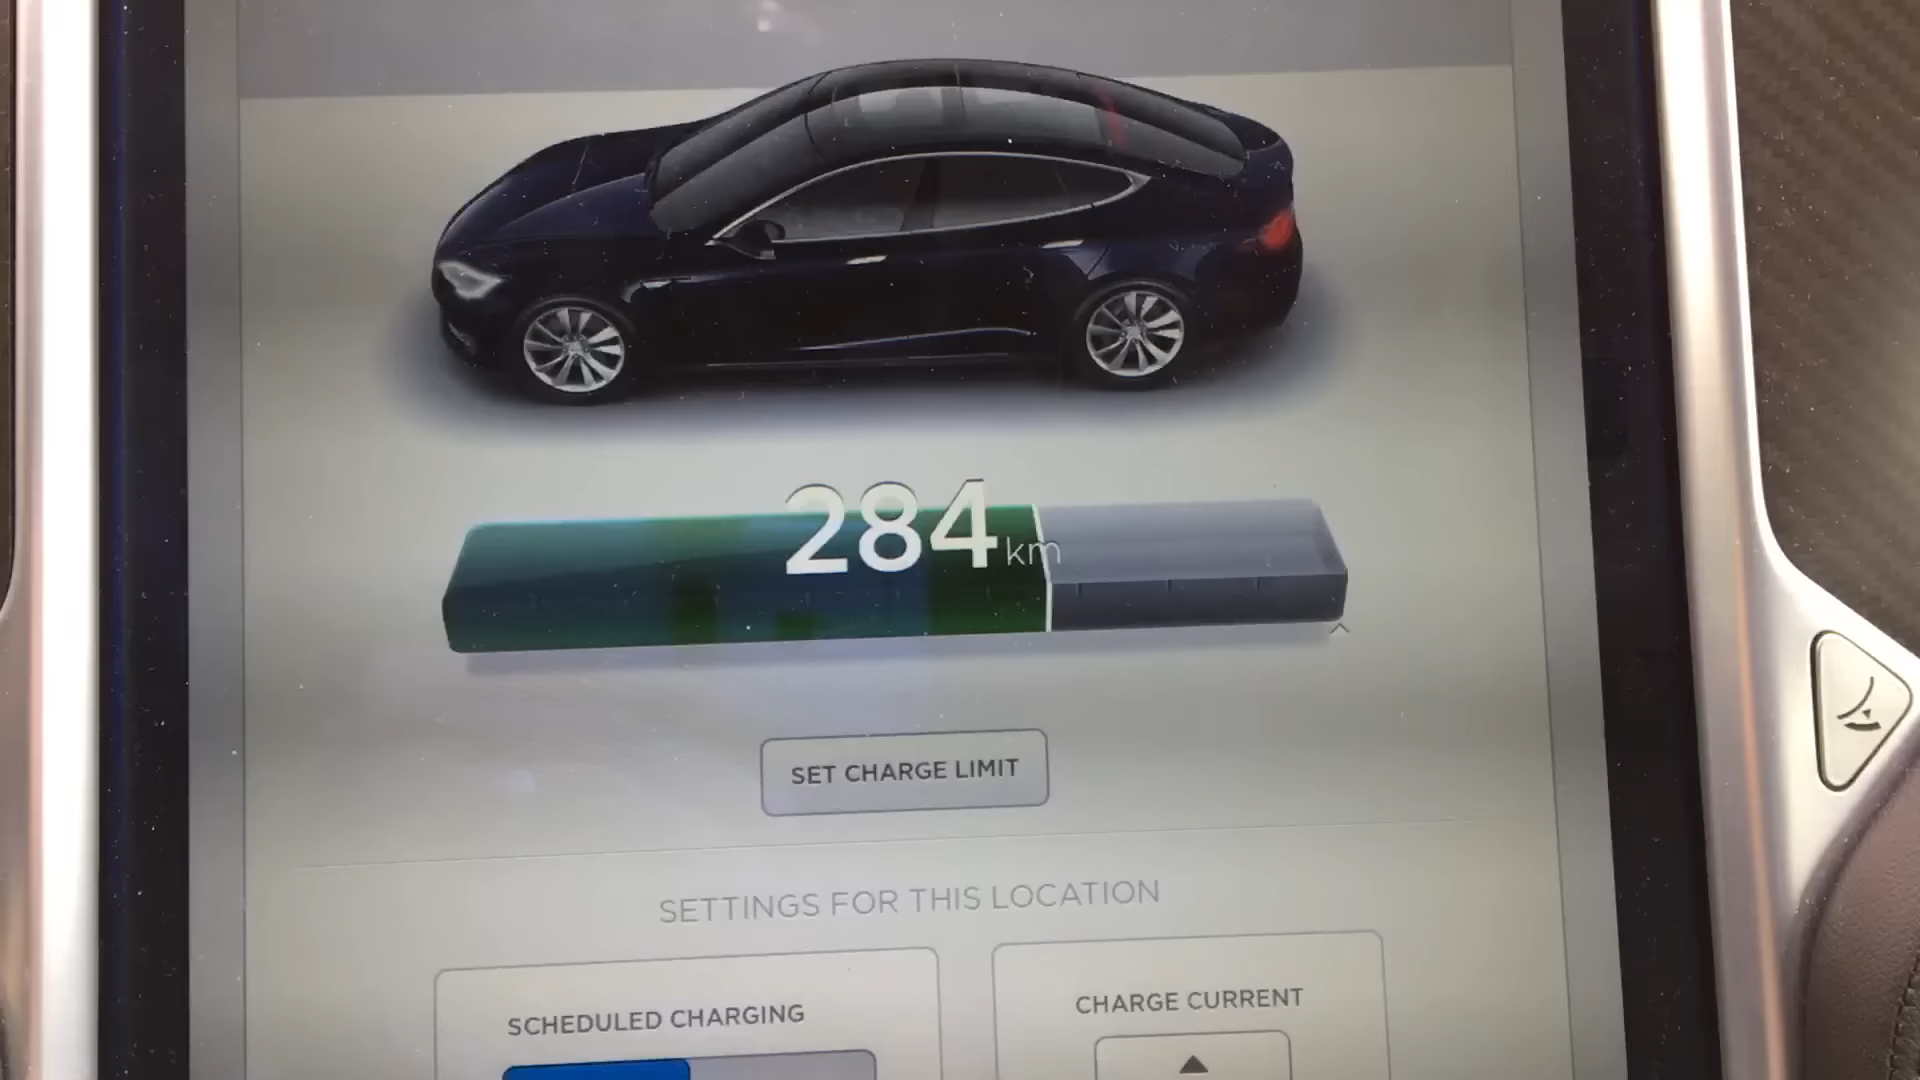 284 km
SET CHARGE LIMIT
SETTINGS FOR THIS LOCATION
SCHEDULED CHARGING
CHARGE CURRENT